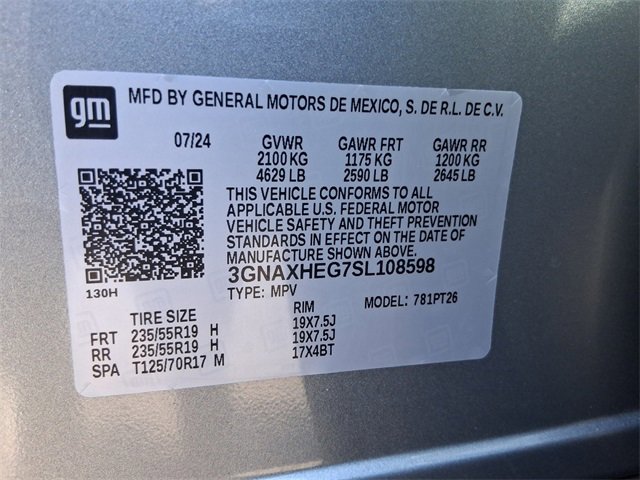 gm
MFD BY GENERAL MOTORS DE MEXICO, S. DE R.L. DE C.V.
07/24 GVWR GAWR FRT GAWR RR
2100 KG 1175 KG 1200 KG
4629 LB 2590 LB 2645 LB
THIS VEHICLE CONFORMS TO ALL
APPLICABLE U.S. FEDERAL MOTOR
VEHICLE SAFETY AND THEFT PREVENTION
STANDARDS IN EFFECT ON THE DATE OF
MANUFACTURE SHOWN ABOVE.
3GNAXHEG7SL108598
130H
TYPE: MPV MODEL: 781PT26
TIRE SIZE RIM
FRT 235/55R19 H 19X7.5J
RR 235/55R19 H 19X7.5J
SPA T125/70R17 M 17X4BT